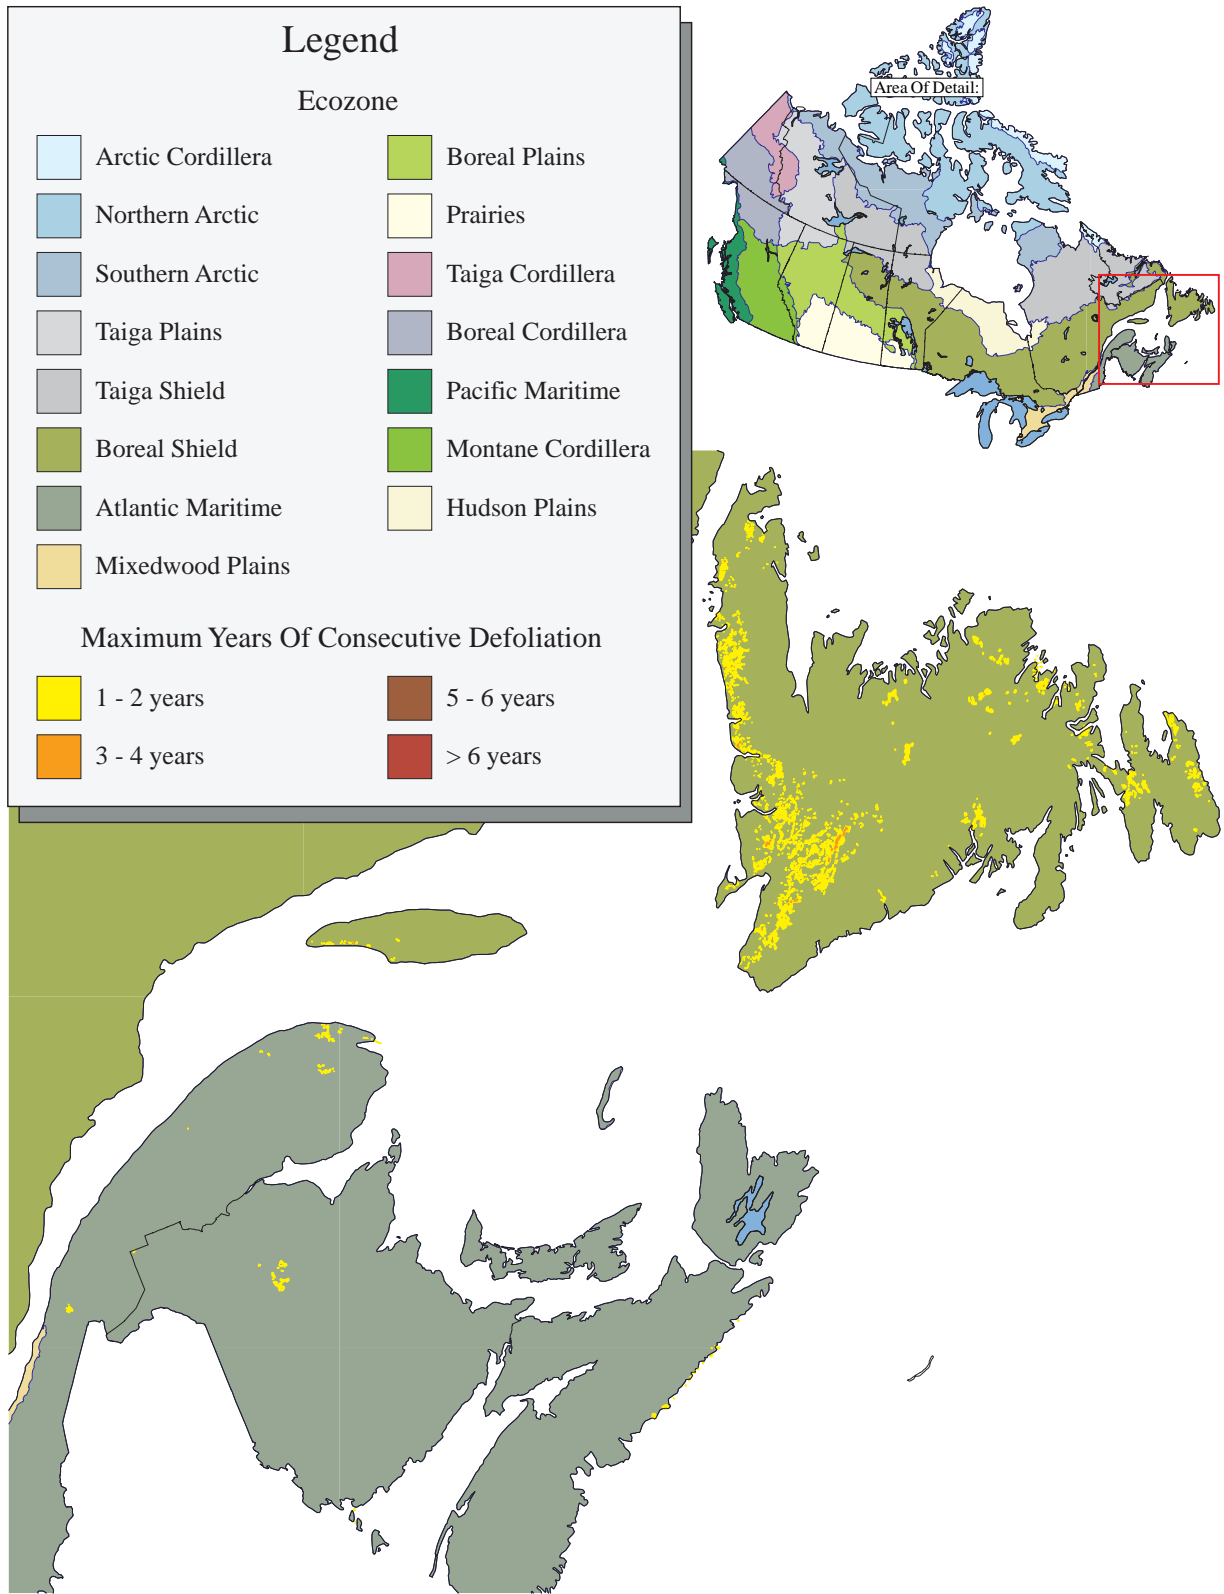 Legend
Ecozone
Arctic Cordillera
Northern Arctic
Southern Arctic
Taiga Plains
Taiga Shield
Boreal Shield
Atlantic Maritime
Mixedwood Plains
Boreal Plains
Prairies
Taiga Cordillera
Boreal Cordillera
Pacific Maritime
Montane Cordillera
Hudson Plains
Maximum Years Of Consecutive Defoliation
1 - 2 years
3 - 4 years
5 - 6 years
> 6 years
Area Of Detail: